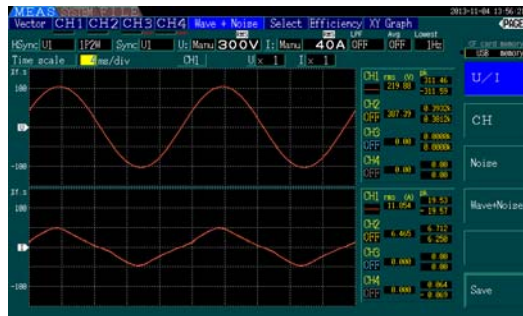 MEAS 2013-11-04 13:56:2
Vector CH1 CH2 CH3 CH4 Wave + Noise Select Efficiency XY Graph PAGE
LPF Avg Lowest
HSync U1 1P2W Sync U1 U: Manu 300V I: Manu 40A OFF OFF 1Hz
CF card memory
USB memory
Time scale 4ms/div CH1 U× 1 I× 1
U/I
CH1 rms (V) pk 311.46
219.88 -311.59
100
CH2
OFF 387.29 0.3932k
0.3812k
CH
U
CH3
OFF 0.00 0.0000k
0.0000k
CH4
OFF 0.00 0.00
0.00
-100
Noise
CH1 rms (A) pk 19.53
11.054 - 19.57
100
Wave+Noise
CH2
OFF 6.465 6.712
6.250
I
CH3
OFF 0.000 0.00
0.00
CH4
OFF 0.000 0.064
- 0.069
-100
Save